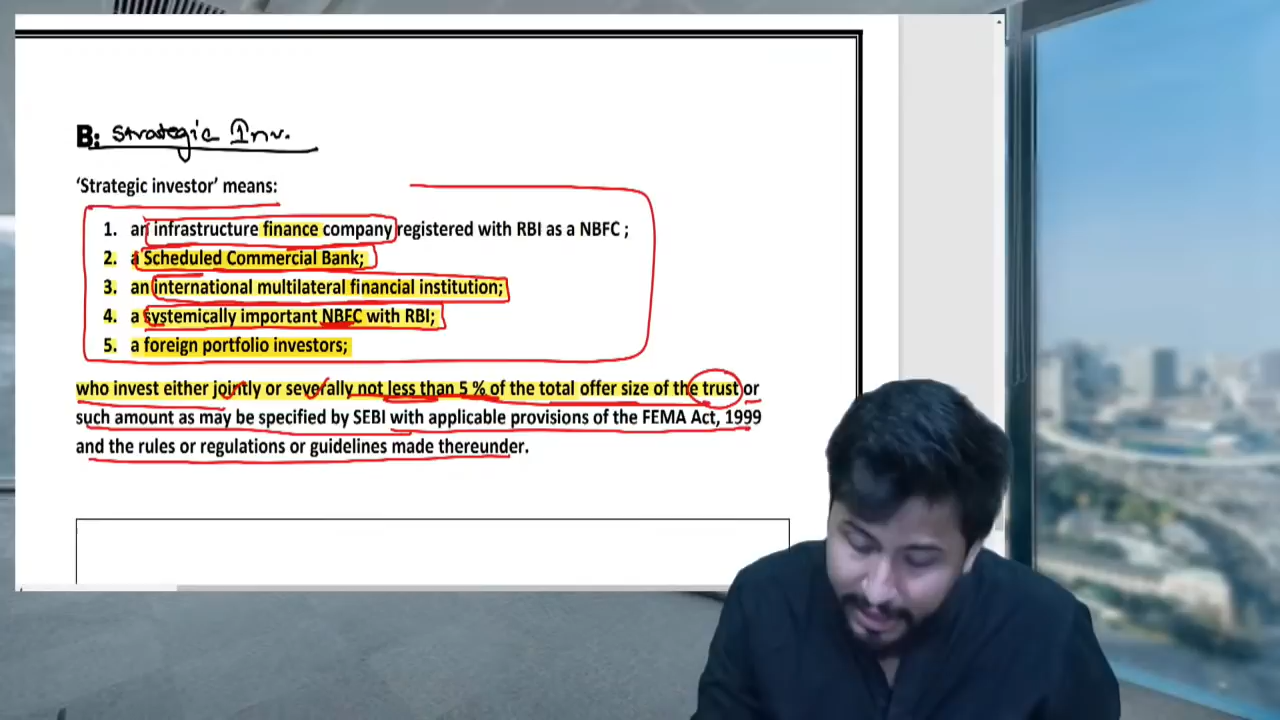 B: Strategic Inv.
‘Strategic investor’ means:
1. an infrastructure finance company registered with RBI as a NBFC ;
2. a Scheduled Commercial Bank;
3. an international multilateral financial institution;
4. a systemically important NBFC with RBI;
5. a foreign portfolio investors;
who invest either jointly or severally not less than 5 % of the total offer size of the trust or
such amount as may be specified by SEBI with applicable provisions of the FEMA Act, 1999
and the rules or regulations or guidelines made thereunder.